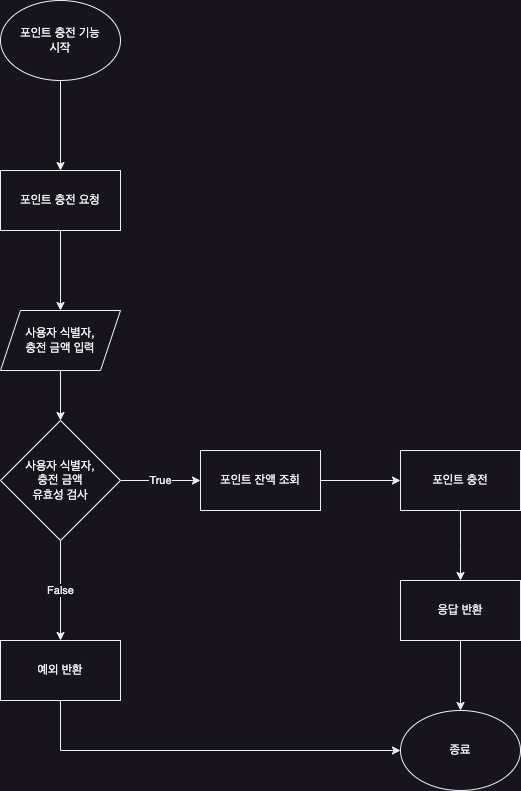 포인트 충전 기능
시작
포인트 충전 요청
사용자 식별자,
충전 금액 입력
사용자 식별자,
충전 금액
유효성 검사
True
포인트 잔액 조회
포인트 충전
False
응답 반환
예외 반환
종료